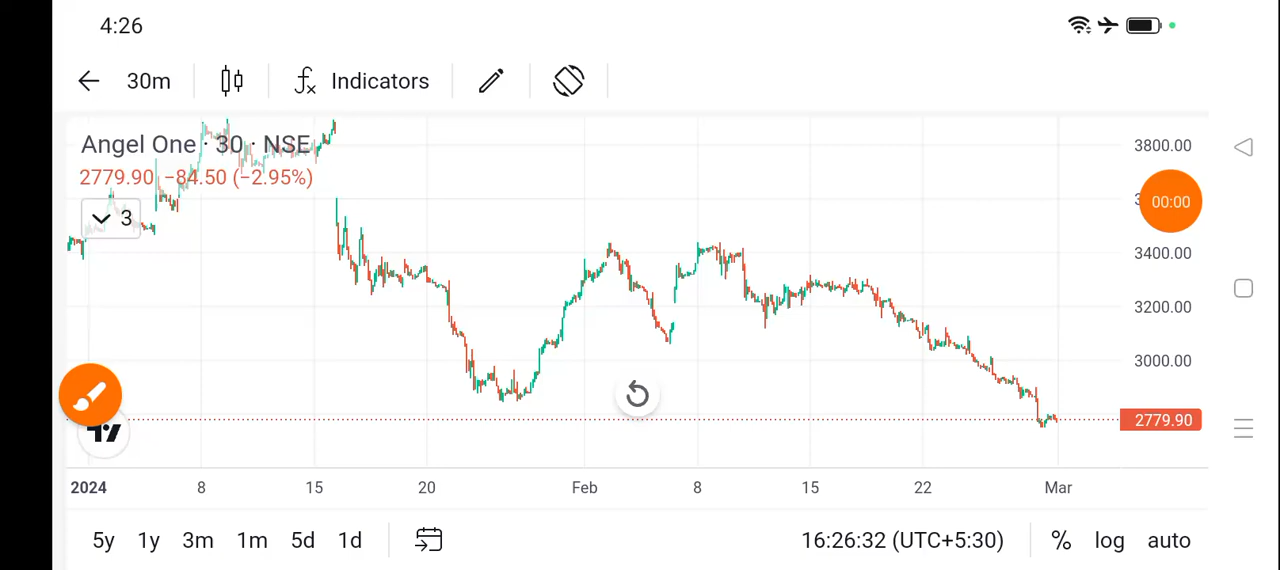 4:26
30m
fx Indicators
Angel One · 30 · NSE
2779.90 −84.50 (−2.95%)
3
3800.00
00:00
3400.00
3200.00
3000.00
2779.90
2024 8 15 20 Feb 8 15 22 Mar
5y 1y 3m 1m 5d 1d 16:26:32 (UTC+5:30) % log auto